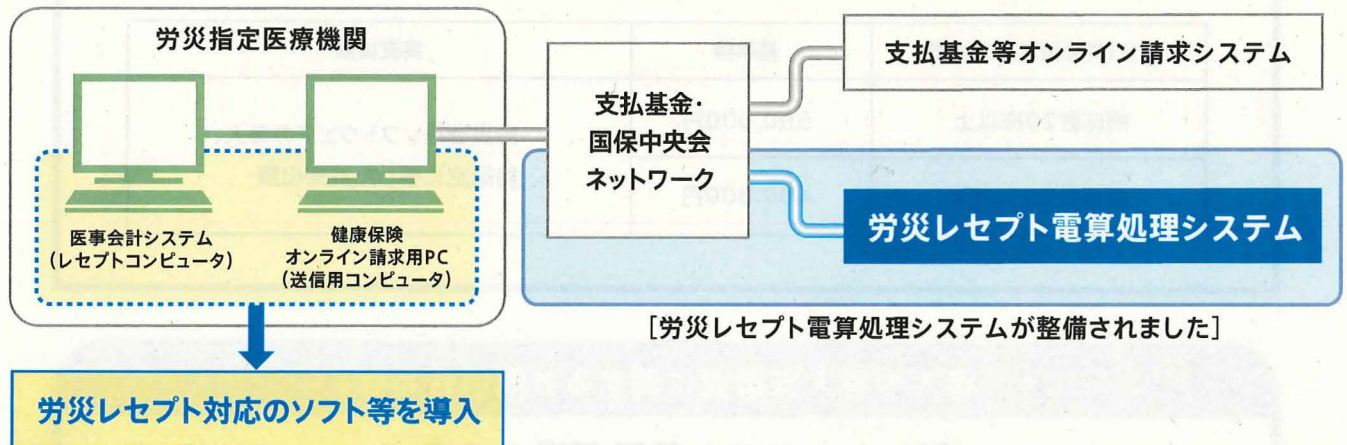 労災指定医療機関
医事会計システム
(レセプトコンピュータ)
健康保険
オンライン請求用PC
(送信用コンピュータ)
支払基金・
国保中央会
ネットワーク
支払基金等オンライン請求システム
労災レセプト電算処理システム
[労災レセプト電算処理システムが整備されました]
労災レセプト対応のソフト等を導入